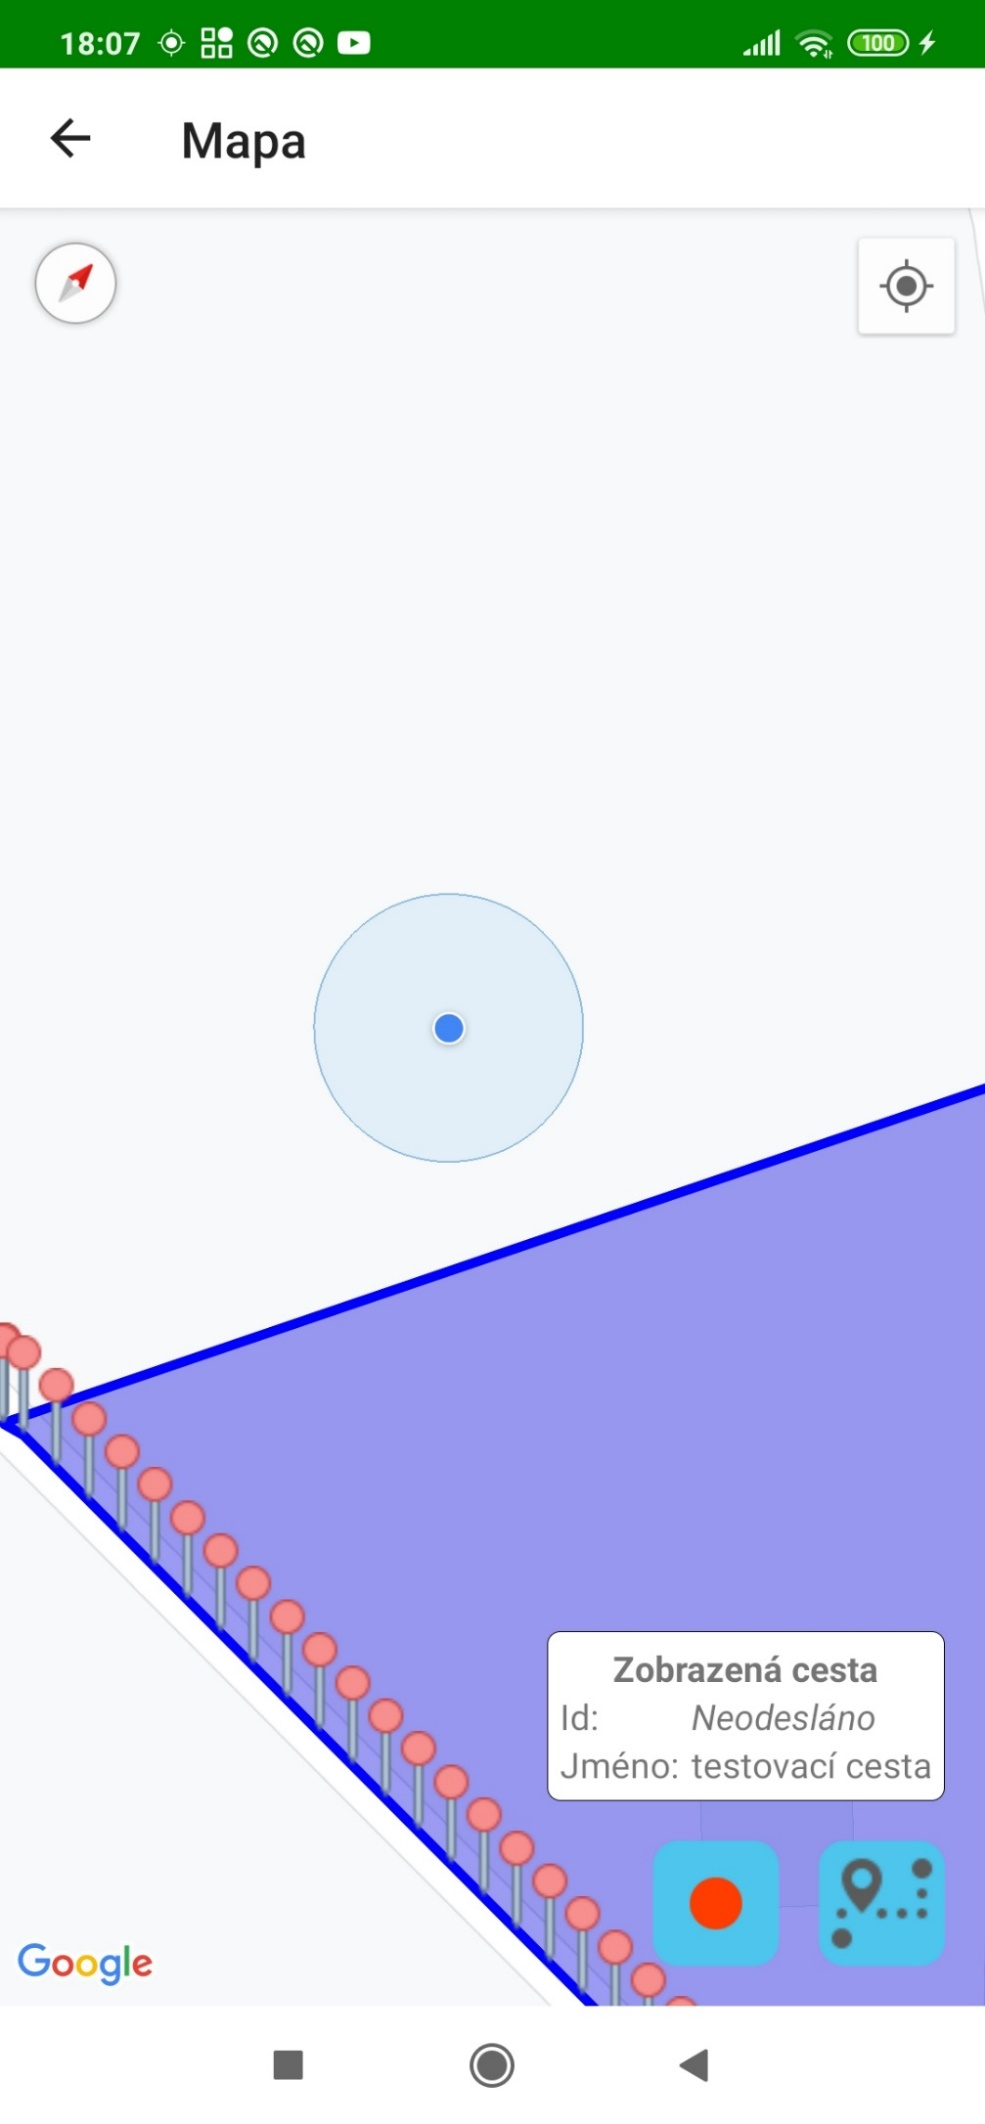 18:07
100
Mapa
Zobrazená cesta
Id: Neodesláno
Jméno: testovací cesta
Google